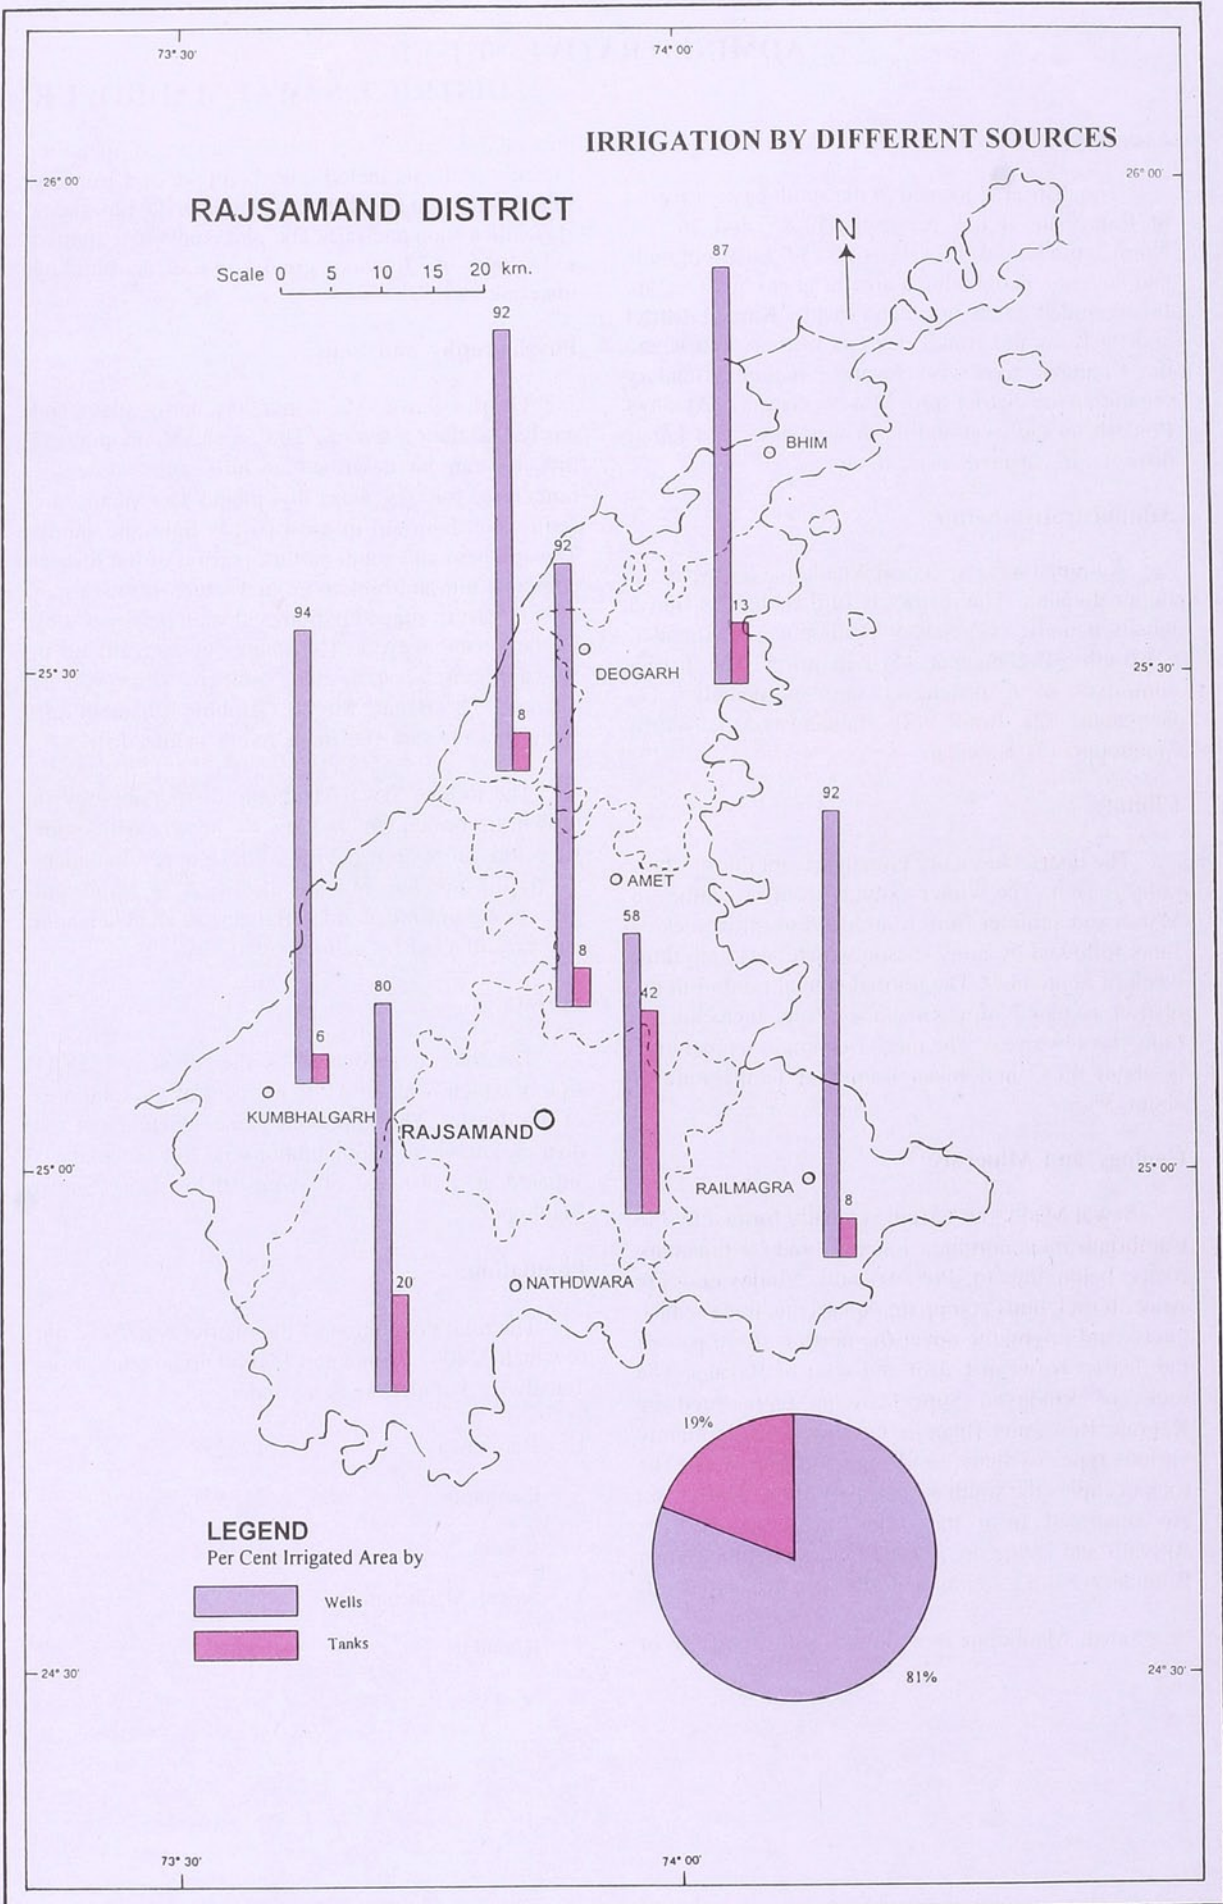 73° 30'
74° 00'
IRRIGATION BY DIFFERENT SOURCES
26° 00'
26° 00'
RAJSAMAND DISTRICT
N
Scale 0 5 10 15 20 km.
87
92
BHIM
92
94
13
DEOGARH
25° 30'
25° 30'
8
92
AMET
58
8
80
42
6
KUMBHALGARH
RAJSAMAND
25° 00'
25° 00'
RAILMAGRA
8
20
NATHDWARA
19%
LEGEND
Per Cent Irrigated Area by
Wells
Tanks
81%
24° 30'
24° 30'
73° 30'
74° 00'